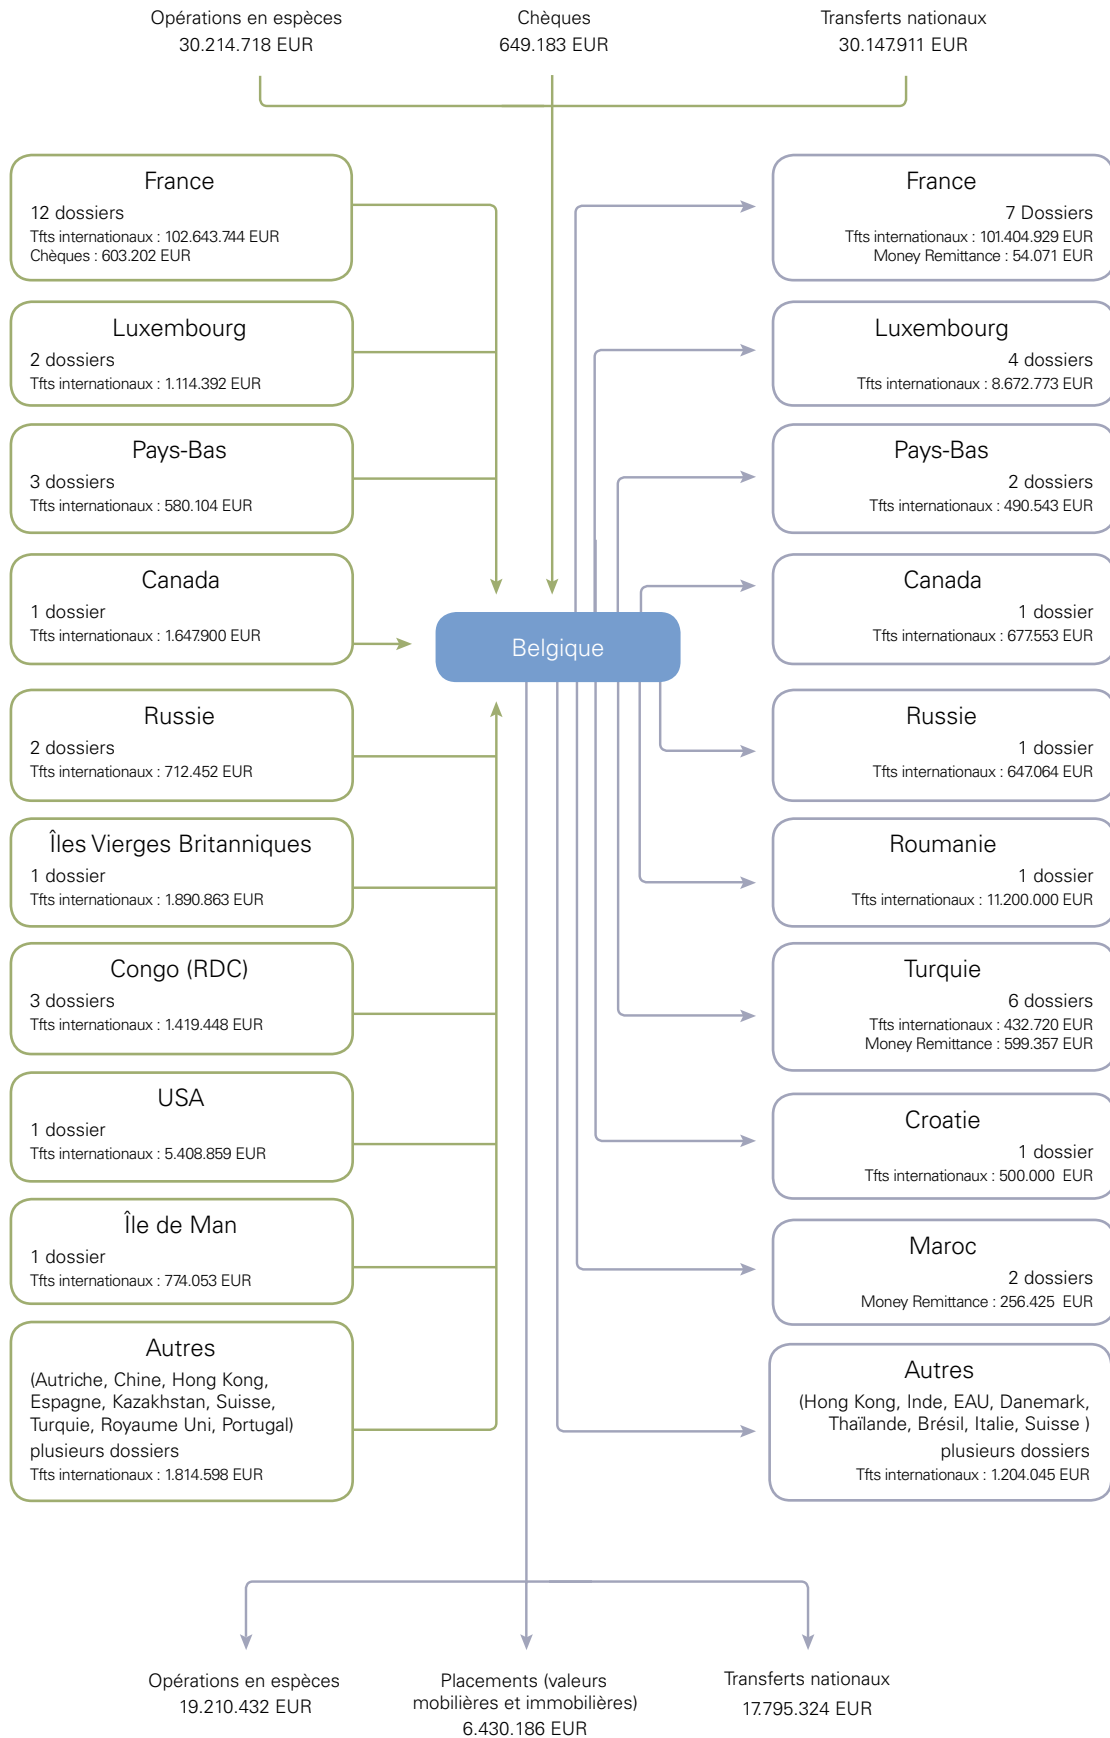 Opérations en espèces
30.214.718 EUR
Chèques
649.183 EUR
Transferts nationaux
30.147.911 EUR
France
12 dossiers
Tfts internationaux : 102.643.744 EUR
Chèques : 603.202 EUR
Luxembourg
2 dossiers
Tfts internationaux : 1.114.392 EUR
Pays-Bas
3 dossiers
Tfts internationaux : 580.104 EUR
Canada
1 dossier
Tfts internationaux : 1.647.900 EUR
Russie
2 dossiers
Tfts internationaux : 712.452 EUR
Îles Vierges Britanniques
1 dossier
Tfts internationaux : 1.890.863 EUR
Congo (RDC)
3 dossiers
Tfts internationaux : 1.419.448 EUR
USA
1 dossier
Tfts internationaux : 5.408.859 EUR
Île de Man
1 dossier
Tfts internationaux : 774.053 EUR
Autres
(Autriche, Chine, Hong Kong,
Espagne, Kazakhstan, Suisse,
Turquie, Royaume Uni, Portugal)
plusieurs dossiers
Tfts internationaux : 1.814.598 EUR
Belgique
France
7 Dossiers
Tfts internationaux : 101.404.929 EUR
Money Remittance : 54.071 EUR
Luxembourg
4 dossiers
Tfts internationaux : 8.672.773 EUR
Pays-Bas
2 dossiers
Tfts internationaux : 490.543 EUR
Canada
1 dossier
Tfts internationaux : 677.553 EUR
Russie
1 dossier
Tfts internationaux : 647.064 EUR
Roumanie
1 dossier
Tfts internationaux : 11.200.000 EUR
Turquie
6 dossiers
Tfts internationaux : 432.720 EUR
Money Remittance : 599.357 EUR
Croatie
1 dossier
Tfts internationaux : 500.000 EUR
Maroc
2 dossiers
Money Remittance : 256.425 EUR
Autres
(Hong Kong, Inde, EAU, Danemark,
Thaïlande, Brésil, Italie, Suisse )
plusieurs dossiers
Tfts internationaux : 1.204.045 EUR
Opérations en espèces
19.210.432 EUR
Placements (valeurs
mobilières et immobilières)
6.430.186 EUR
Transferts nationaux
17.795.324 EUR